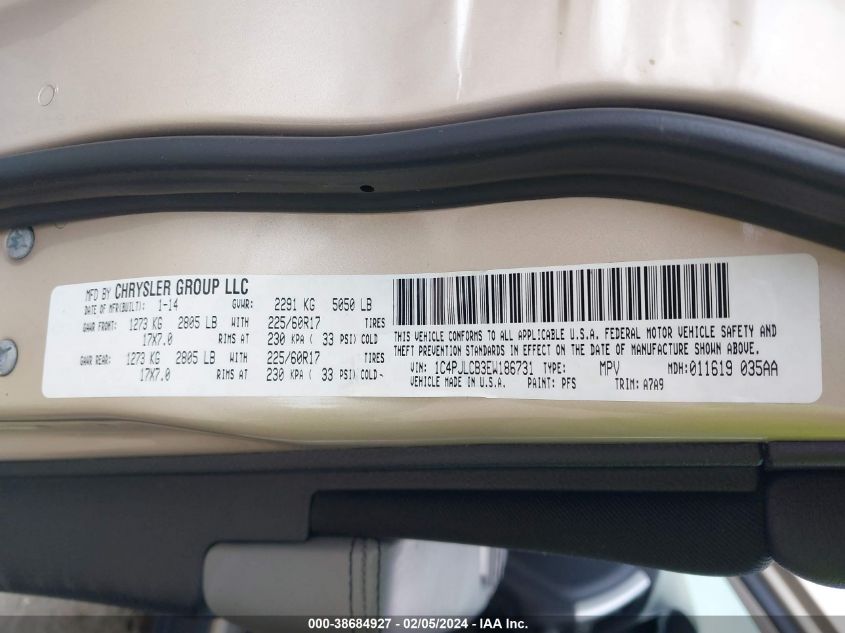 MFD BY CHRYSLER GROUP LLC
DATE OF MFR(BUILT): 1-14 GVWR: 2291 KG 5050 LB
GAWR FRONT: 1273 KG 2805 LB WITH 225/60R17 TIRES
17X7.0 RIMS AT 230 KPA ( 33 PSI) COLD
GAWR REAR: 1273 KG 2805 LB WITH 225/60R17 TIRES
17X7.0 RIMS AT 230 KPA ( 33 PSI) COLD
THIS VEHICLE CONFORMS TO ALL APPLICABLE U.S.A. FEDERAL MOTOR VEHICLE SAFETY AND
THEFT PREVENTION STANDARDS IN EFFECT ON THE DATE OF MANUFACTURE SHOWN ABOVE.
VIN: 1C4PJLCB3EW186731 TYPE: MPV MDH: 011619 035AA
VEHICLE MADE IN U.S.A. PAINT: PFS TRIM: A7A9
000-38684927 - 02/05/2024 - IAA Inc.